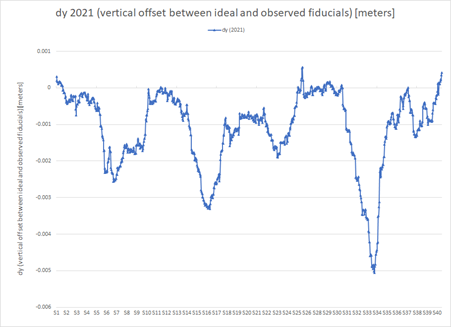 dy 2021 (vertical offset between ideal and observed fiducials) [meters]
dy (2021)
dy (vertical offset between ideal and observed fiducials)[meters]
0.001
0
-0.001
-0.002
-0.003
-0.004
-0.005
-0.006
S1 S2 S3 S4 S5 S6 S7 S8 S9 S10 S11 S12 S13 S14 S15 S16 S17 S18 S19 S20 S21 S22 S23 S24 S25 S26 S27 S28 S29 S30 S31 S32 S33 S34 S35 S36 S37 S38 S39 S40